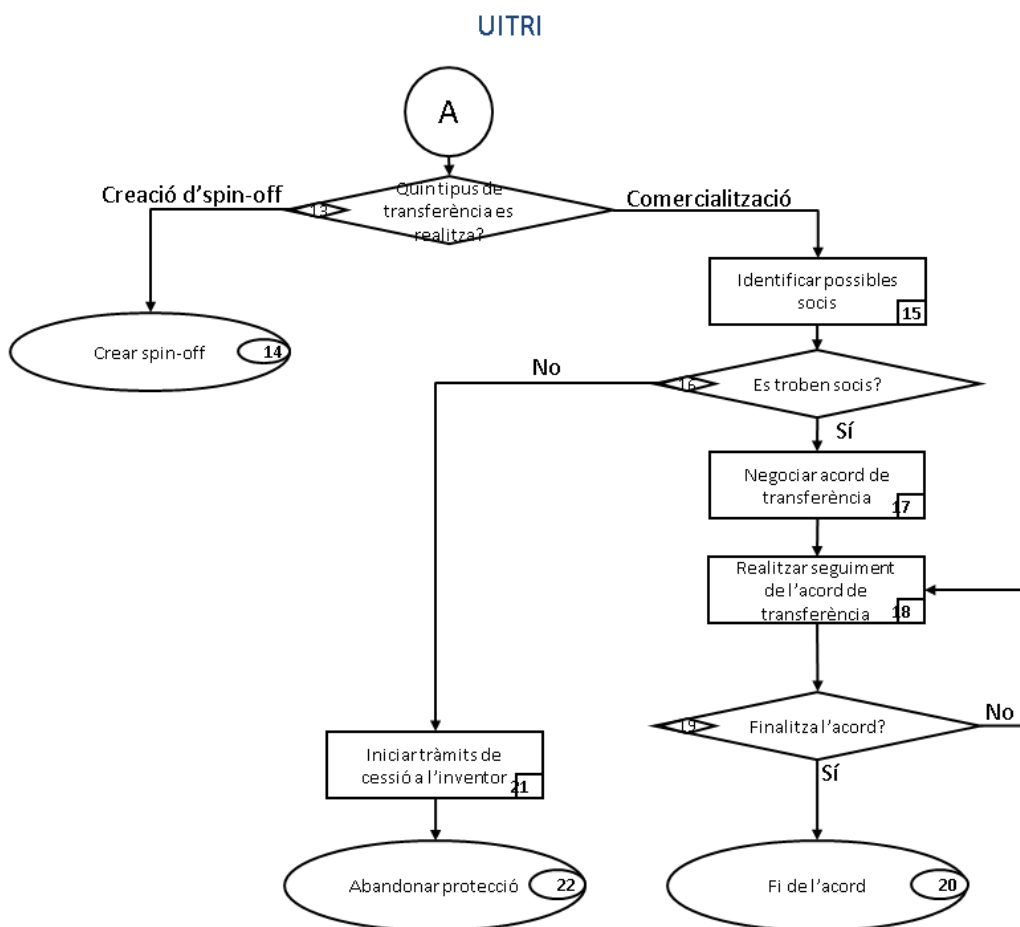 UITRI
A
Creació d'spin-off
Quin tipus de
transferència es
realitza?
13
Comercialització
Identificar possibles
socis
15
Crear spin-off
14
No
16
Es troben socis?
Sí
Negociar acord de
transferència
17
Realitzar seguiment
de l'acord de
transferència
18
19
Finalitza l'acord?
No
Sí
Iniciar tràmits de
cessió a l'inventor
21
Abandonar protecció
22
Fi de l'acord
20